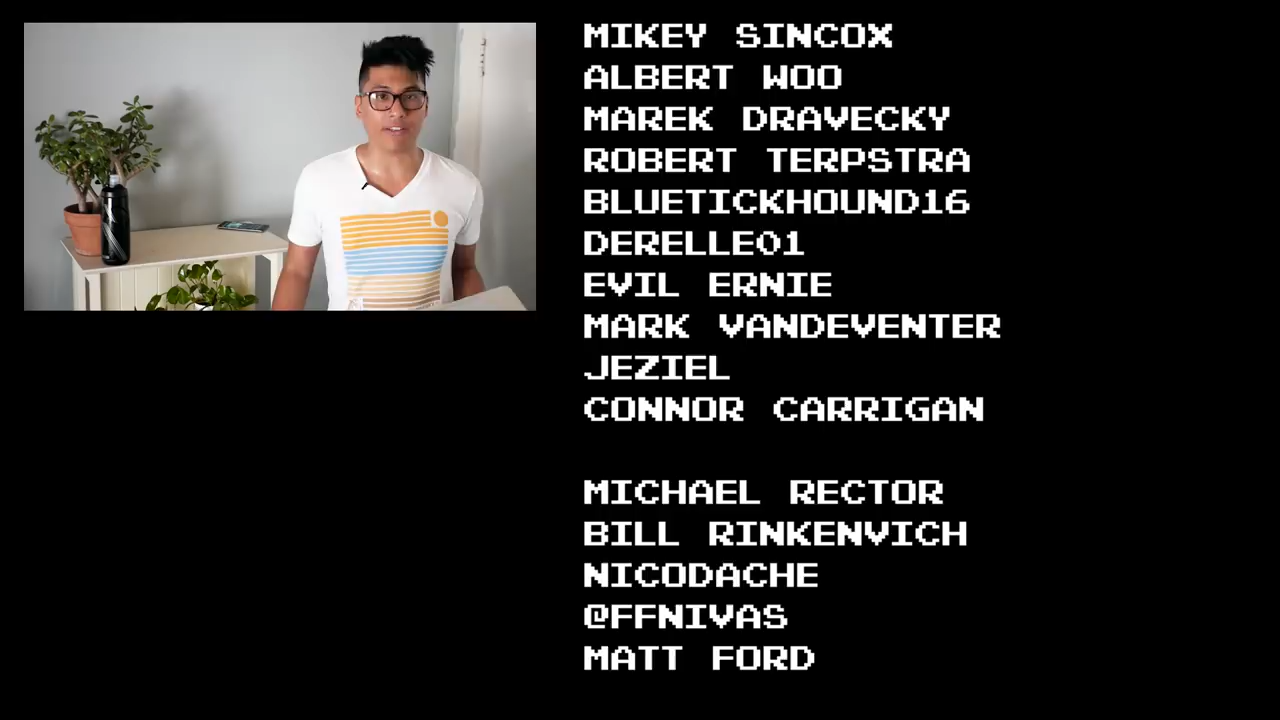 MIKEY SINCOX
ALBERT WOO
MAREK DRAVECKY
ROBERT TERPSTRA
BLUETICKHOUND16
DERELLE01
EVIL ERNIE
MARK VANDEVENTER
JEZIEL
CONNOR CARRIGAN
MICHAEL RECTOR
BILL RINKENVICH
NICODACHE
@FFNIVAS
MATT FORD